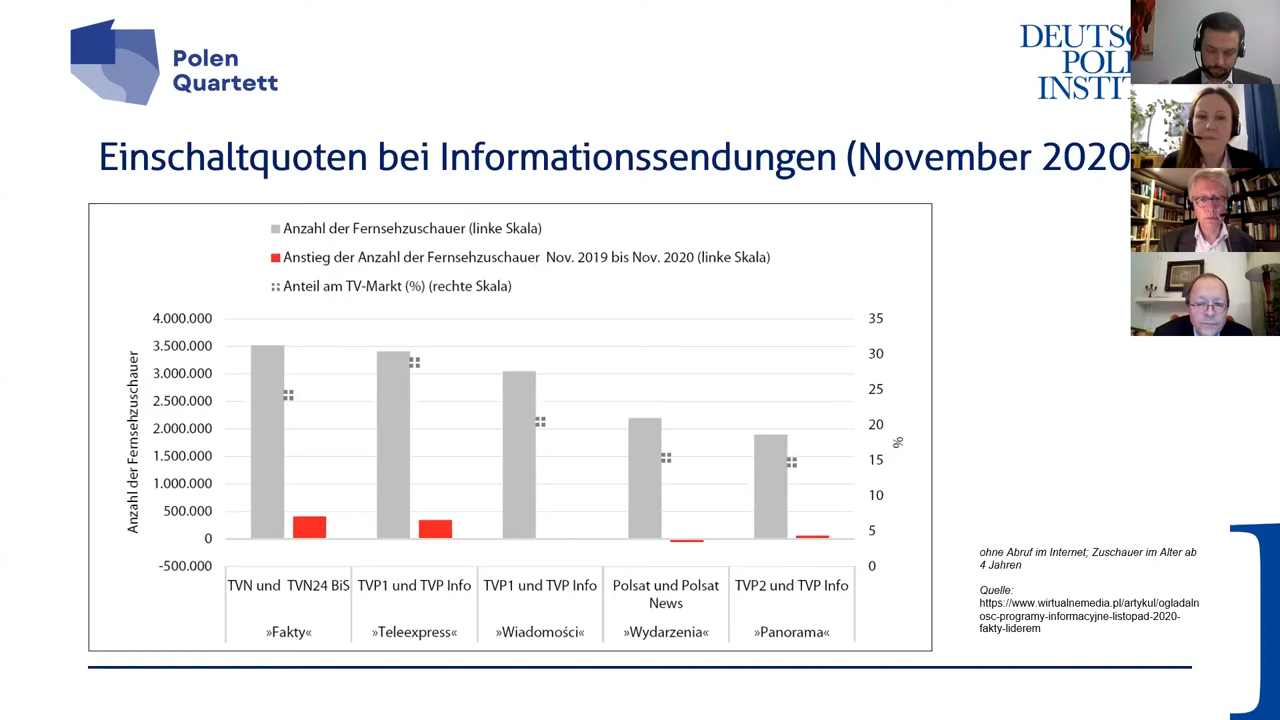 Polen
Quartett
DEUTSC
POL
INSTIT
Einschaltquoten bei Informationssendungen (November 2020
Anzahl der Fernsehzuschauer (linke Skala)
Anstieg der Anzahl der Fernsehzuschauer Nov. 2019 bis Nov. 2020 (linke Skala)
Anteil am TV-Markt (%) (rechte Skala)
4.000.000
3.500.000
3.000.000
2.500.000
2.000.000
1.500.000
1.000.000
500.000
0
-500.000
Anzahl der Fernsehzuschauer
35
30
25
20
15
10
5
0
%
TVN und TVN24 BiS
TVP1 und TVP Info
TVP1 und TVP Info
Polsat und Polsat
News
TVP2 und TVP Info
»Fakty«
»Teleexpress«
»Wiadomości«
»Wydarzenia«
»Panorama«
ohne Abruf im Internet; Zuschauer im Alter ab
4 Jahren
Quelle:
https://www.wirtualnemedia.pl/artykul/ogladaln
osc-programy-informacyjne-listopad-2020-
fakty-liderem